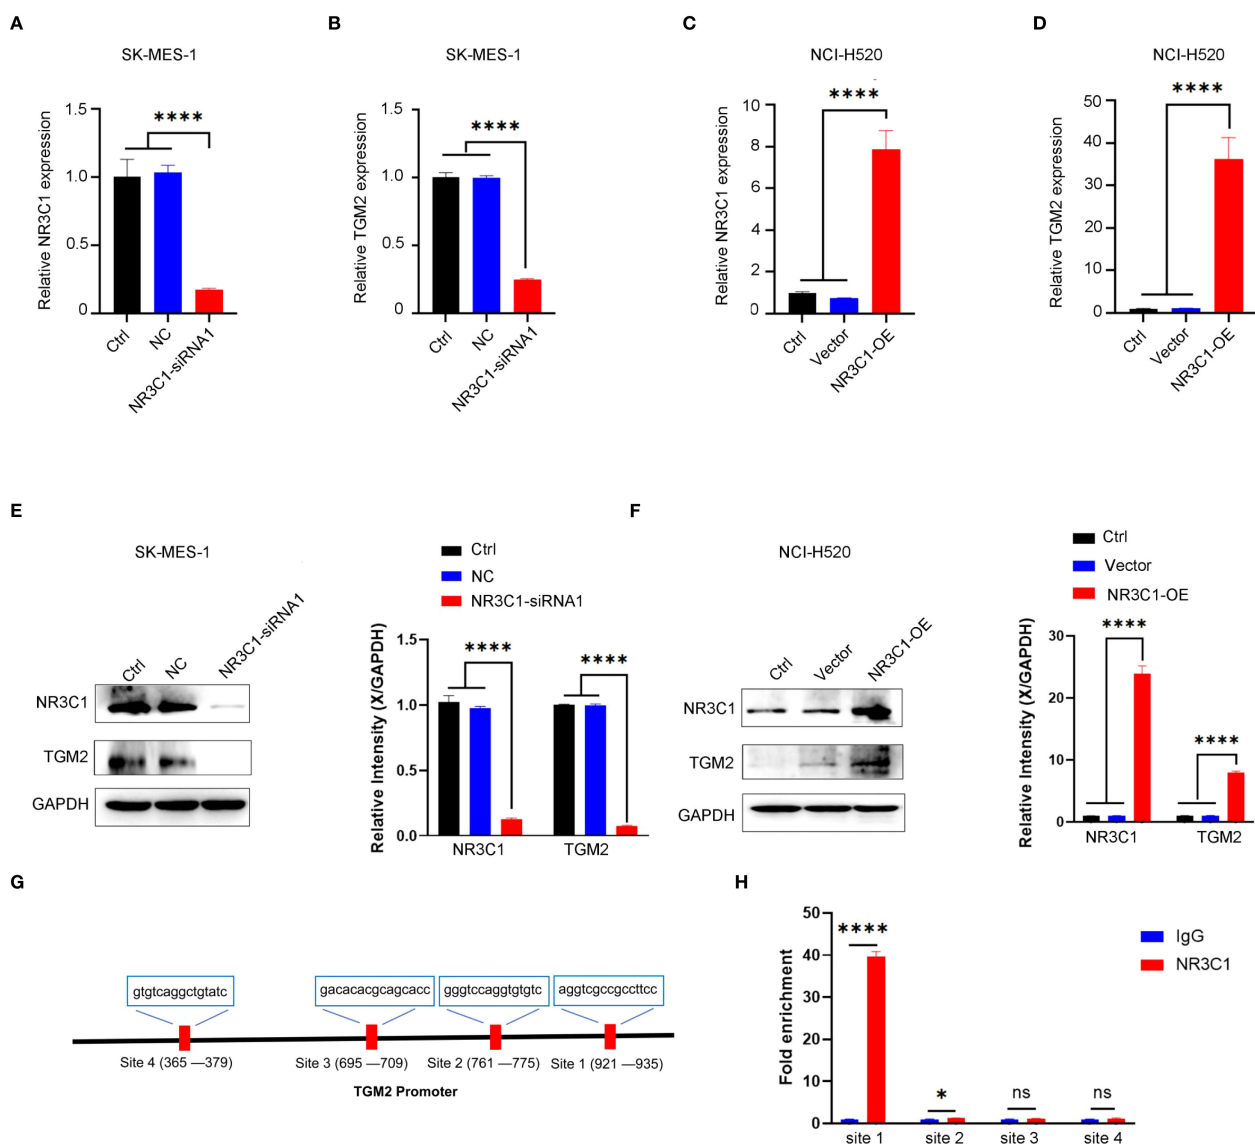 A
SK-MES-1
Relative NR3C1 expression
1.5
1.0
0.5
0
****
Ctrl
NC
NR3C1-siRNA1
B
SK-MES-1
Relative TGM2 expression
1.5
1.0
0.5
0
****
Ctrl
NC
NR3C1-siRNA1
C
NCI-H520
Relative NR3C1 expression
10
8
6
4
2
0
****
Ctrl
Vector
NR3C1-OE
D
NCI-H520
Relative TGM2 expression
50
40
30
20
10
0
****
Ctrl
Vector
NR3C1-OE
E
SK-MES-1
Ctrl
NC
NR3C1-siRNA1
NR3C1
TGM2
GAPDH
Ctrl
NC
NR3C1-siRNA1
Relative Intensity (X/GAPDH)
1.5
1.0
0.5
0.0
****
****
NR3C1
TGM2
F
NCI-H520
Ctrl
Vector
NR3C1-OE
NR3C1
TGM2
GAPDH
Ctrl
Vector
NR3C1-OE
Relative Intensity (X/GAPDH)
30
20
10
0
****
****
NR3C1
TGM2
G
gtgtcaggctgtatc
gacacacgcagcacc
gggtccaggtgtgtc
aggtcgccgccttcc
Site 4 (365 —379)
Site 3 (695 —709)
Site 2 (761 —775)
Site 1 (921 —935)
TGM2 Promoter
H
Fold enrichment
50
40
30
20
10
0
****
*
ns
ns
site 1
site 2
site 3
site 4
IgG
NR3C1